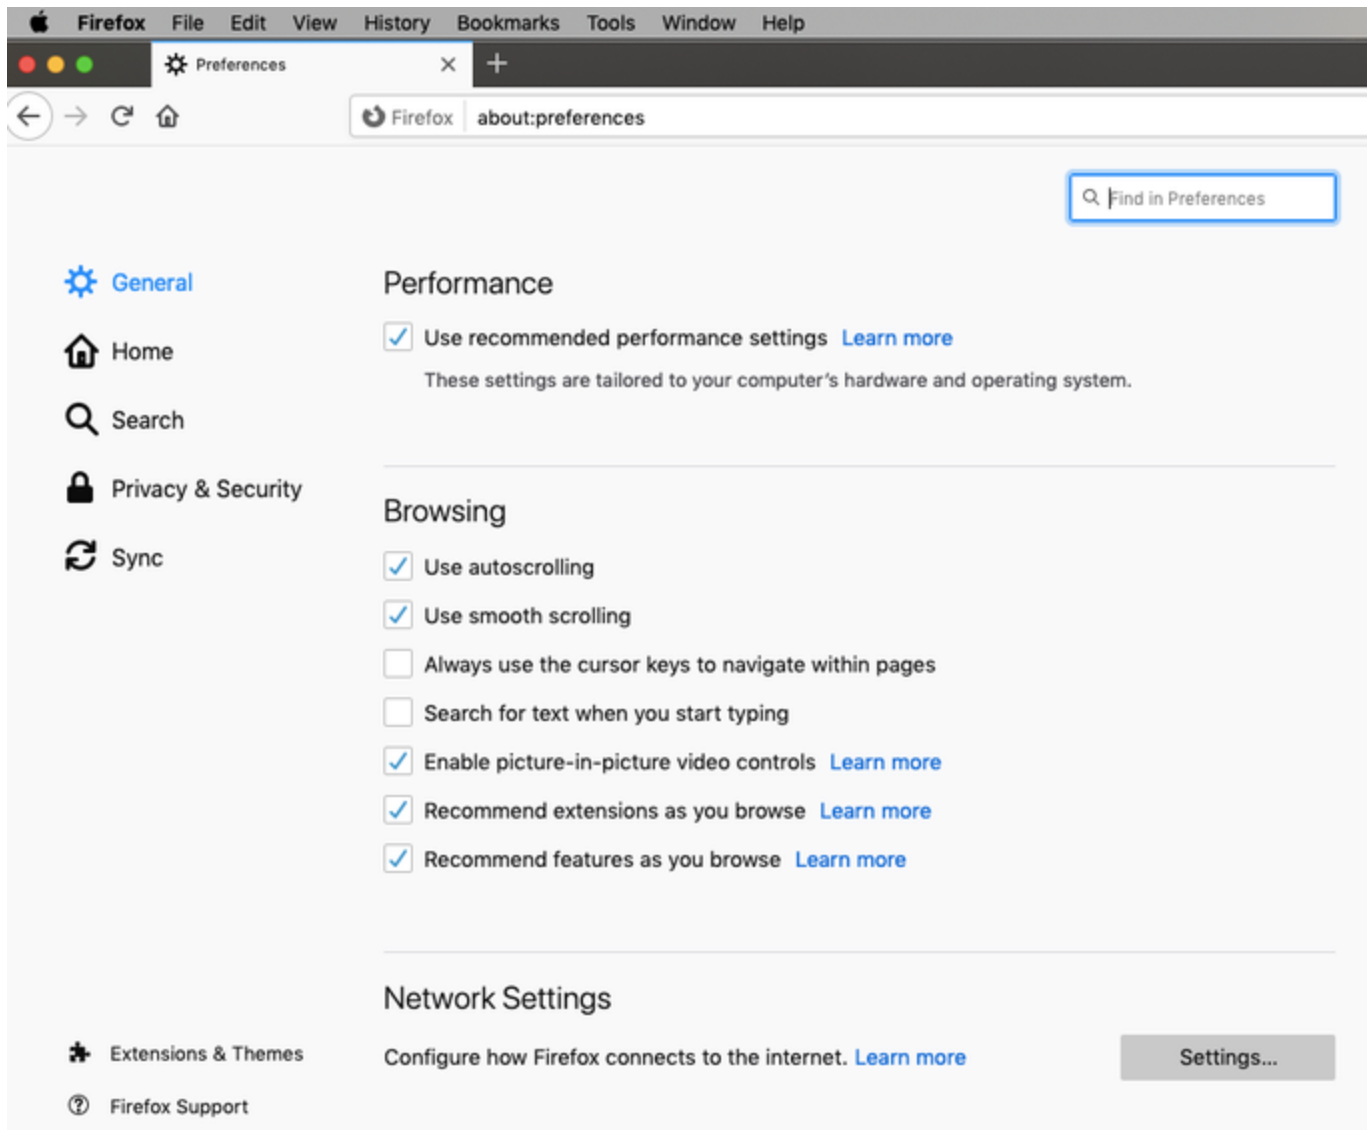 Firefox File Edit View History Bookmarks Tools Window Help
Preferences
Firefox about:preferences
Find in Preferences
General
Home
Search
Privacy & Security
Sync
Performance
Use recommended performance settings Learn more
These settings are tailored to your computer's hardware and operating system.
Browsing
Use autoscrolling
Use smooth scrolling
Always use the cursor keys to navigate within pages
Search for text when you start typing
Enable picture-in-picture video controls Learn more
Recommend extensions as you browse Learn more
Recommend features as you browse Learn more
Network Settings
Configure how Firefox connects to the internet. Learn more
Settings...
Extensions & Themes
Firefox Support